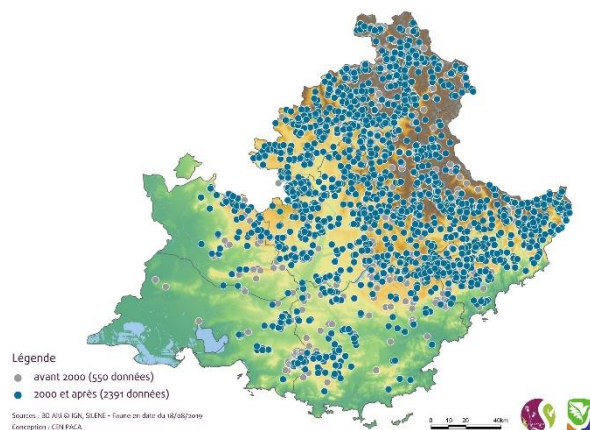 Légende
avant 2000 (550 données)
2000 et après (2391 données)
Sources : BD Alti © IGN, SILENE - Faune en date du 18/08/2019
Conception : CEN PACA
0 10 20 40km